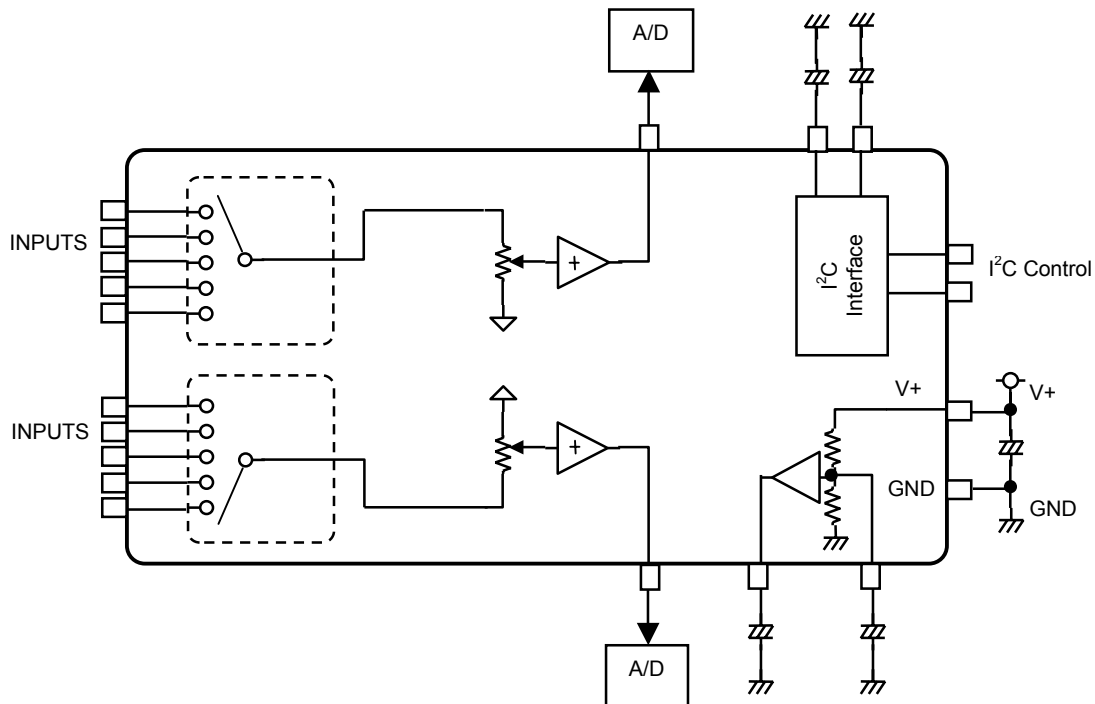 A/D
INPUTS
I²C
Interface
I²C Control
V+
V+
INPUTS
GND
GND
A/D
+
+